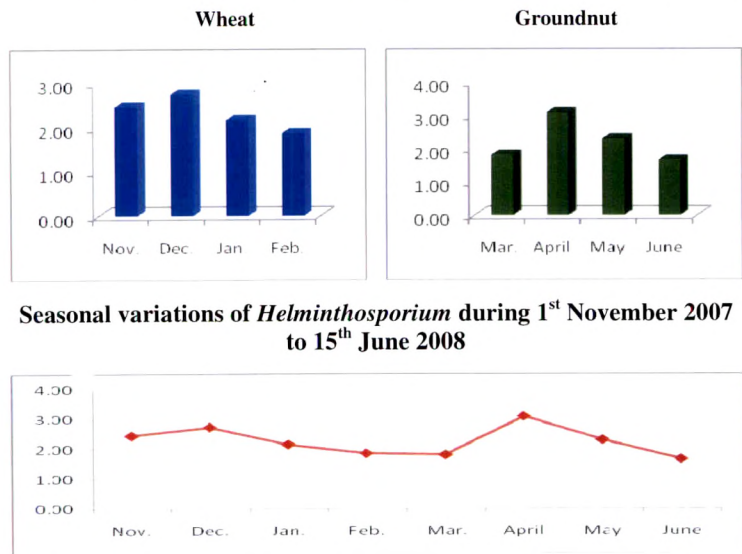 Wheat
Groundnut
3.00
2.00
1.00
0.00
Nov. Dec. Jan Feb.
4.00
3.00
2.00
1.00
0.00
Mar. April May June
Seasonal variations of Helminthosporium during 1st November 2007
to 15th June 2008
4.00
3.00
2.00
1.00
0.00
Nov. Dec. Jan. Feb. Mar. April May June